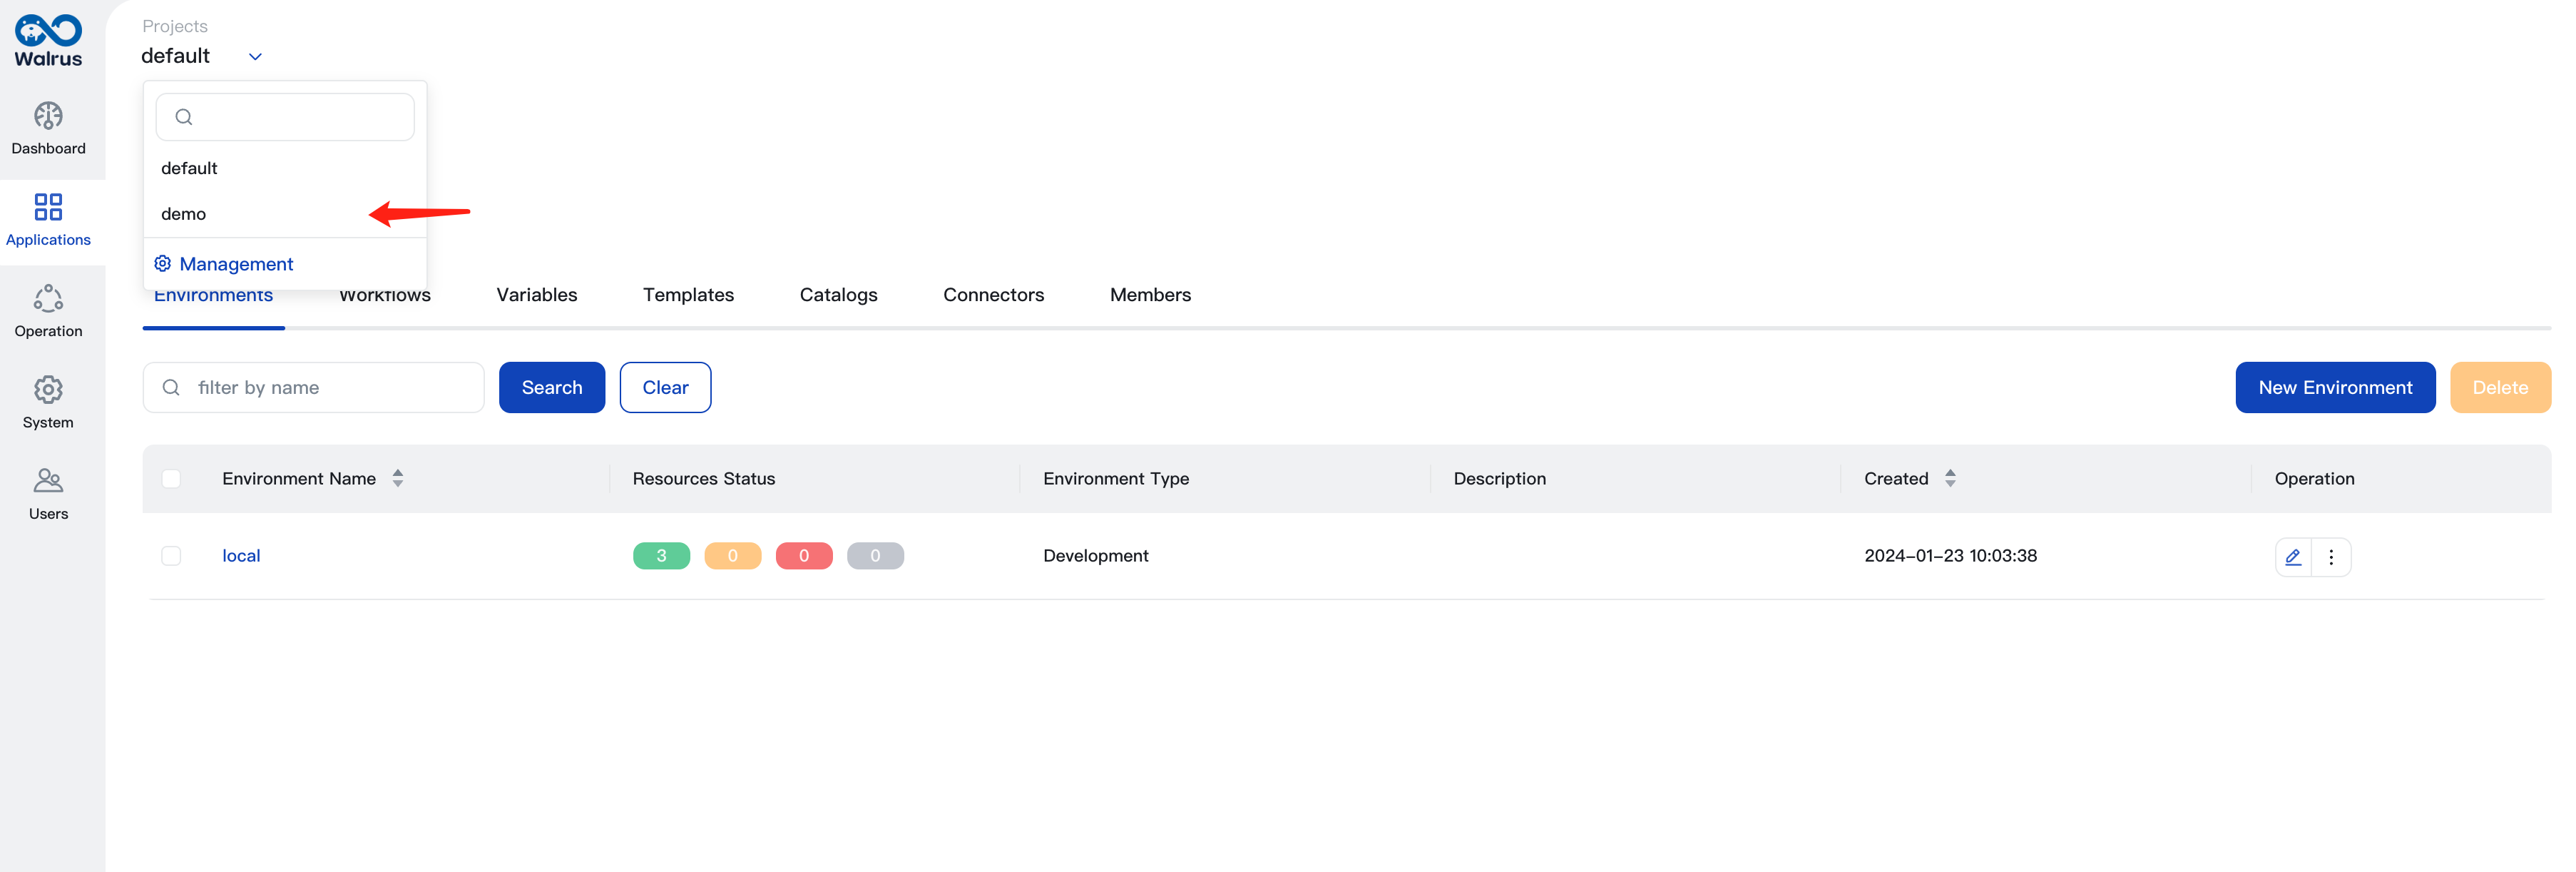 Walrus
Dashboard
Applications
Operation
System
Users
Projects
default
default
demo
Management
Environments Workflows Variables Templates Catalogs Connectors Members
filter by name Search Clear New Environment Delete
Environment Name Resources Status Environment Type Description Created Operation
local 3 0 0 0 Development 2024-01-23 10:03:38